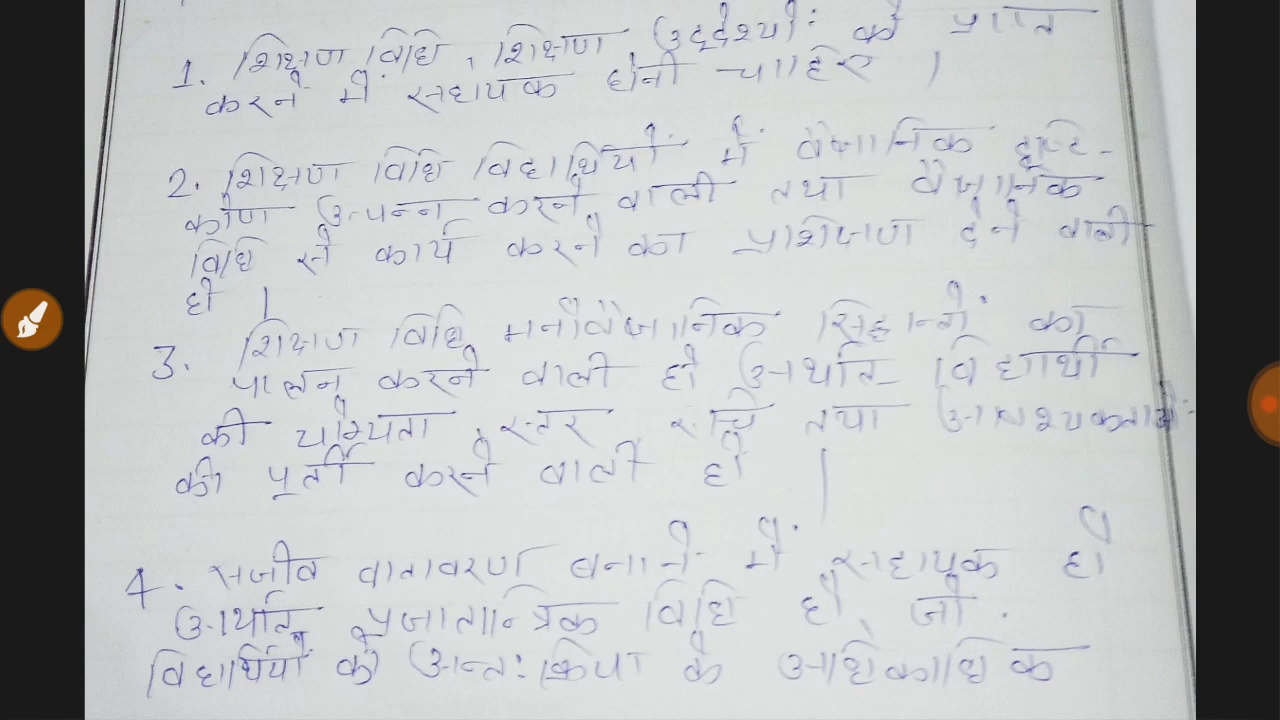 1. शिक्षण विधि, शिक्षण उद्देश्यों को प्राप्त
करने में सहायक होनी चाहिए ।
2. शिक्षण विधि विद्यार्थियों में वैज्ञानिक दृष्टि-
कोण उत्पन्न करने वाली तथा वैज्ञानिक
विधि से कार्य करने का प्रशिक्षण देने वाली
हो ।
3. शिक्षण विधि मनोवैज्ञानिक सिद्धान्तों का
पालन करने वाली हो अर्थात विद्यार्थी
की योग्यता, स्तर, रुचि तथा आवश्यकताओं
की पूर्ती करने वाली हो ।
4. सजीव वातावरण बनाने में सहायक हो
अर्थात प्रजातान्त्रिक विधि हो, जो
विद्यार्थियों को अन्तःक्रिया के अधिकाधिक